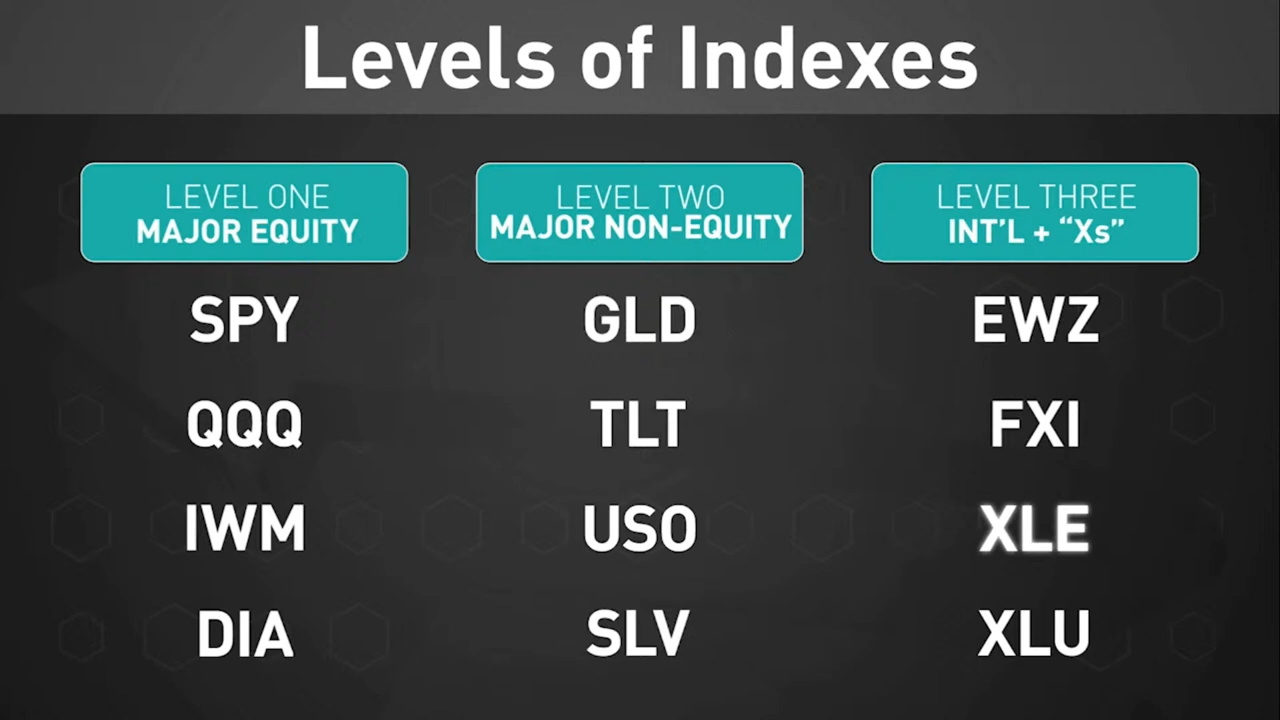 Levels of Indexes
LEVEL ONE
MAJOR EQUITY
SPY
QQQ
IWM
DIA
LEVEL TWO
MAJOR NON-EQUITY
GLD
TLT
USO
SLV
LEVEL THREE
INT'L + “Xs”
EWZ
FXI
XLE
XLU